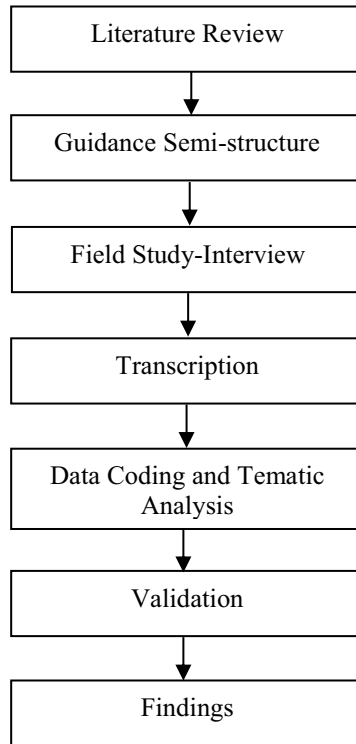 Literature Review
Guidance Semi-structure
Field Study-Interview
Transcription
Data Coding and Tematic
Analysis
Validation
Findings